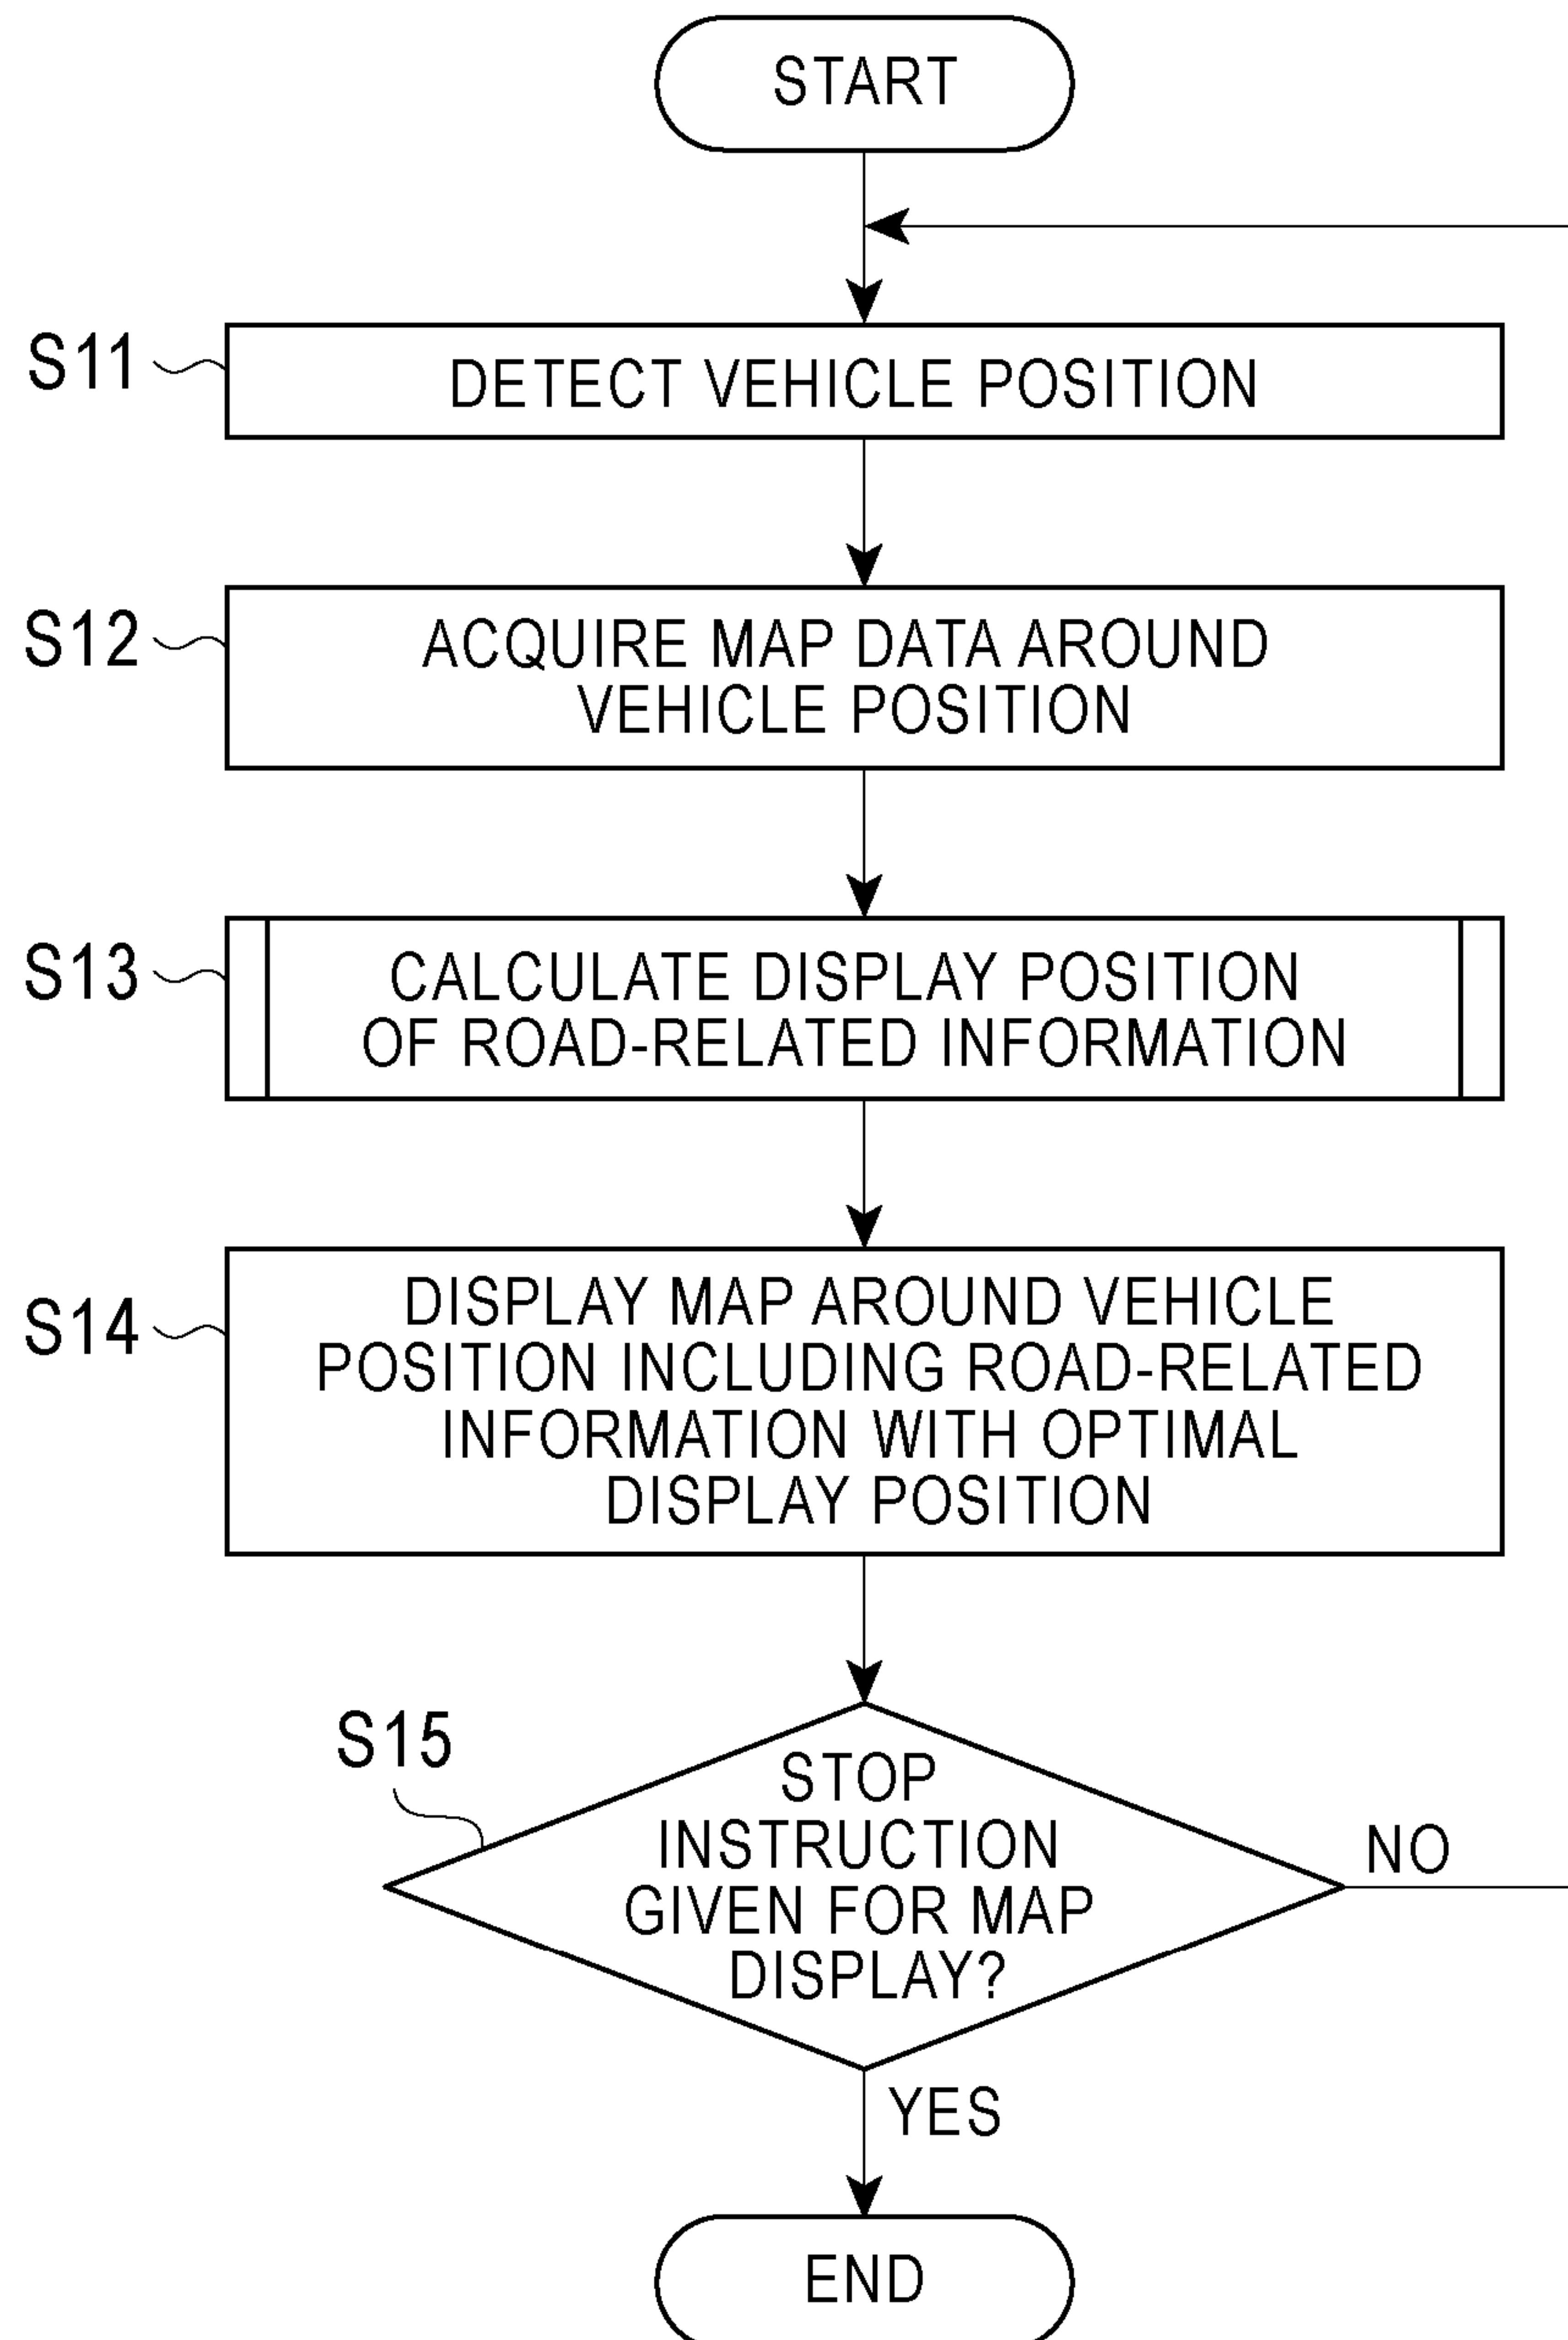 START
S11
DETECT VEHICLE POSITION
S12
ACQUIRE MAP DATA AROUND
VEHICLE POSITION
S13
CALCULATE DISPLAY POSITION
OF ROAD-RELATED INFORMATION
S14
DISPLAY MAP AROUND VEHICLE
POSITION INCLUDING ROAD-RELATED
INFORMATION WITH OPTIMAL
DISPLAY POSITION
S15
STOP
INSTRUCTION
GIVEN FOR MAP
DISPLAY?
NO
YES
END